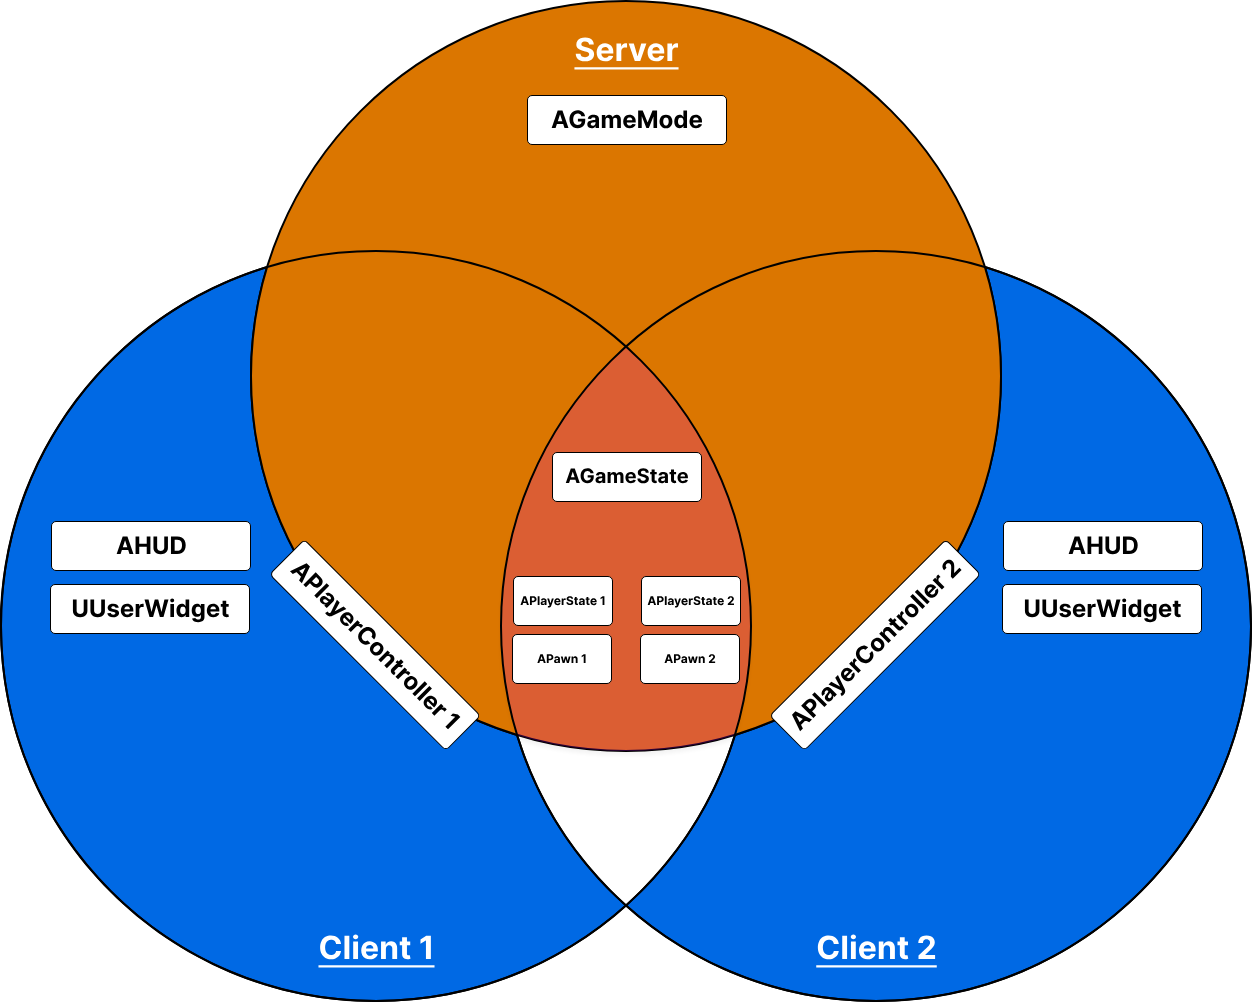 Server
AGameMode
AGameState
AHUD
UUserWidget
APlayerController 1
APlayerState 1
APlayerState 2
APawn 1
APawn 2
APlayerController 2
AHUD
UUserWidget
Client 1
Client 2